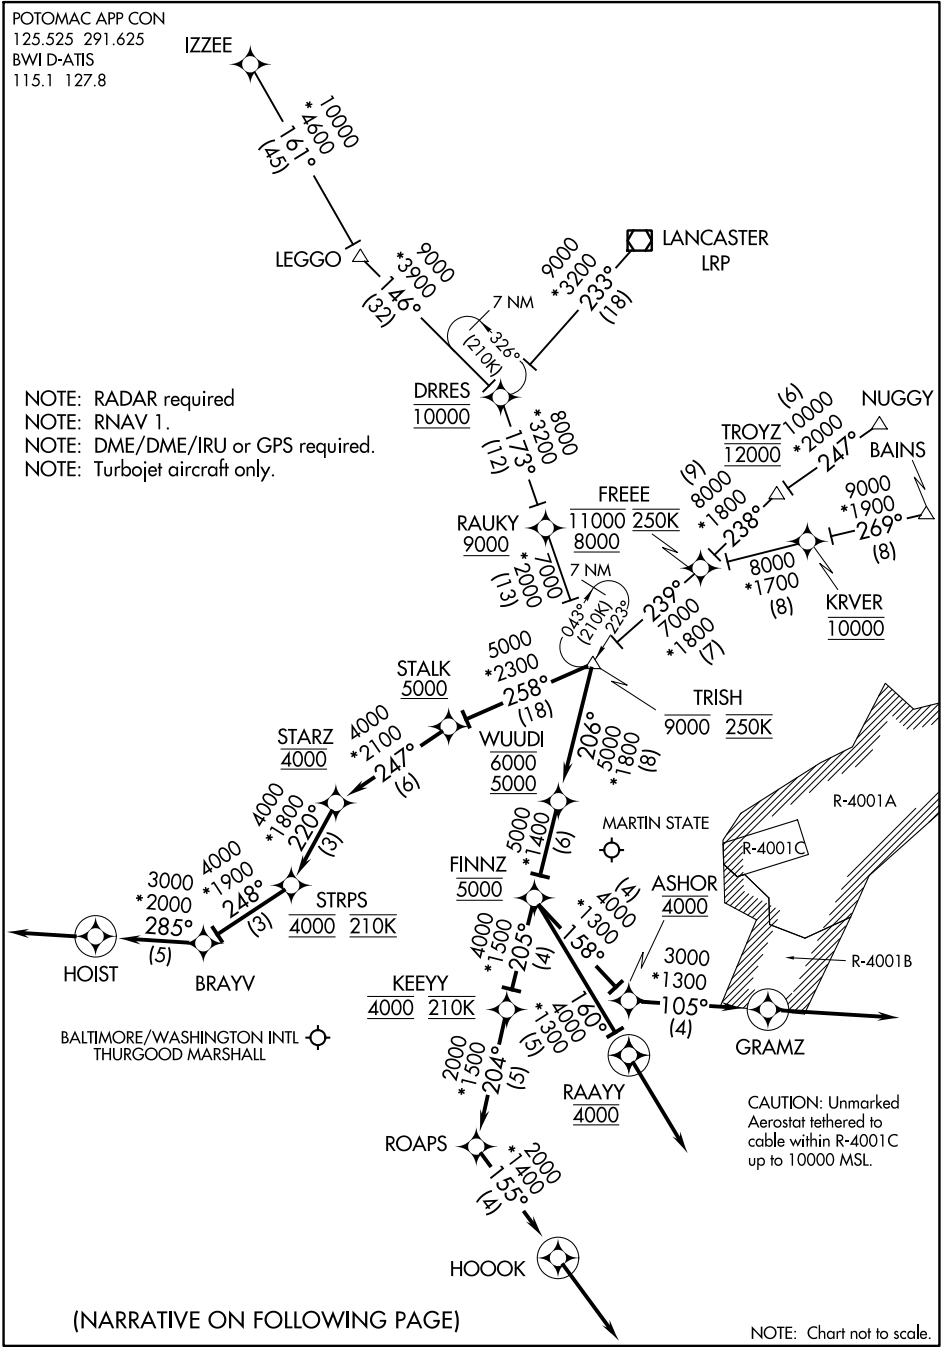 POTOMAC APP CON
125.525 291.625
BWI D-ATIS
115.1 127.8
IZZEE
10000
*4600
161°
(45)
LEGGO
9000
*3900
146°
(32)
LANCASTER
LRP
9000
*3200
233°
(18)
7 NM
326°
(210K)
DRRES
10000
NOTE: RADAR required
NOTE: RNAV 1.
NOTE: DME/DME/IRU or GPS required.
NOTE: Turbojet aircraft only.
8000
*3200
173°
(12)
NUGGY
(6)
10000
*2000
247°
TROYZ
12000
BAINS
9000
*1900
269°
(8)
(9)
8000
*1800
238°
FREEE
11000 250K
8000
RAUKY
9000
7000
*2000
(13)
7 NM
043°
(210K)
223°
239°
7000
*1800
(7)
8000
*1700
(8)
KRVER
10000
TRISH
9000 250K
5000
*2300
258°
(18)
STALK
5000
4000
*2100
247°
(6)
STARZ
4000
WUUDI
6000
5000
206°
5000
*1800
(8)
R-4001A
R-4001C
MARTIN STATE
4000
*1800
220°
(3)
5000
*1400
(6)
FINNZ
5000
ASHOR
4000
(4)
4000
*1300
158°
STRPS
4000 210K
4000
*1900
248°
(3)
3000
*2000
285°
(5)
HOIST
BRAYV
R-4001B
3000
*1300
105°
(4)
GRAMZ
4000
*1500
205°
(4)
KEEYY
4000 210K
160°
4000
*1300
(5)
BALTIMORE/WASHINGTON INTL
THURGOOD MARSHALL
2000
*1500
204°
(5)
RAAYY
4000
CAUTION: Unmarked
Aerostat tethered to
cable within R-4001C
up to 10000 MSL.
ROAPS
2000
*1400
155°
(4)
HOOOK
(NARRATIVE ON FOLLOWING PAGE)
NOTE: Chart not to scale.